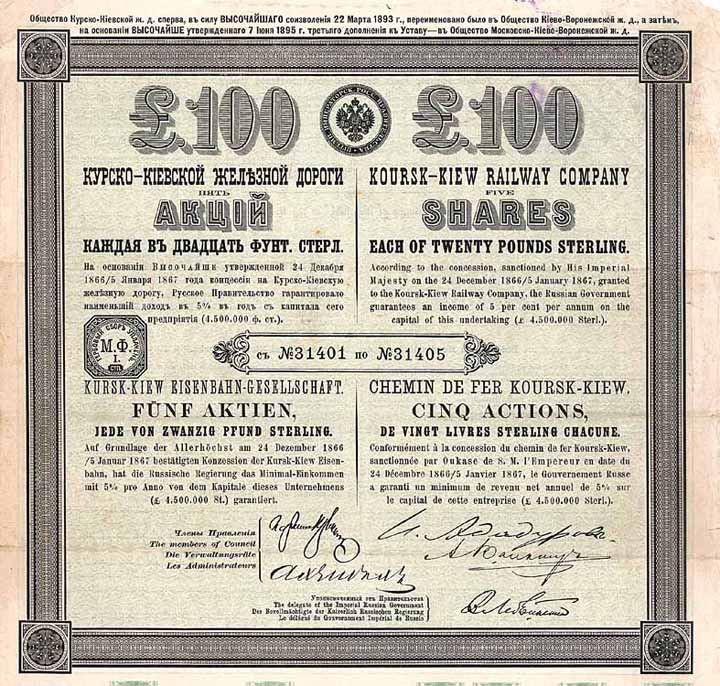 Общество Курско-Кіевской ж. д. сперва, въ силу ВЫСОЧАЙШАГО соизволенія 22 Марта 1893 г., переименовано было въ Общество Кіево-Воронежской ж. д., а затѣмъ,
на основаніи ВЫСОЧАЙШЕ утвержденнаго 7 Іюня 1895 г. третьяго дополненія къ Уставу—въ Общество Московско-Кіево-Воронежской ж. д.
£.100
£.100
КУРСКО-КІЕВСКОЙ ЖЕЛѢЗНОЙ ДОРОГИ
ПЯТЬ
АКЦІЙ
КАЖДАЯ ВЪ ДВАДЦАТЬ ФУНТ. СТЕРЛ.
На основаніи Высочайше утвержденной 24 Декабря
1866/5 Января 1867 года концессіи на Курско-Кіевскую
желѣзную дорогу, Русское Правительство гарантировало
наименьшій доходъ въ 5% въ годъ съ капитала сего
предпріятія (4.500.000 ф. ст.).
KOURSK-KIEW RAILWAY COMPANY
FIVE
SHARES
EACH OF TWENTY POUNDS STERLING.
According to the concession, sanctioned by His Imperial
Majesty on the 24 December 1866/5 January 1867, granted
to the Koursk-Kiew Railway Company, the Russian Government
guarantees an income of 5 per cent per annum on the
capital of this undertaking (£ 4.500.000 Sterl.).
М.Ф.
I.
СПБ.
съ №31401 по №31405
KURSK-KIEW EISENBAHN-GESELLSCHAFT.
FÜNF AKTIEN,
JEDE VON ZWANZIG PFUND STERLING.
Auf Grundlage der Allerhöchst am 24 Dezember 1866
/5 Januar 1867 bestätigten Konzession der Kursk-Kiew Eisen-
bahn, hat die Russische Regierung das Minimal-Einkommen
mit 5% pro Anno von dem Kapitale dieses Unternehmens
(£ 4.500.000 St.) garantiert.
CHEMIN DE FER KOURSK-KIEW.
CINQ ACTIONS,
DE VINGT LIVRES STERLING CHACUNE.
Conformément à la concession du chemin de fer Koursk-Kiew,
sanctionnée par Oukase de S. M. l'Empereur en date du
24 Décembre 1866/5 Janvier 1867, le Gouvernement Russe
a garanti un minimum de revenu net annuel de 5% sur
le capital de cette entreprise (£ 4.500.000 Sterl.).
Члены Правленія
The members of Council
Die Verwaltungsräte
Les Administrateurs
Уполномоченный отъ Правительства
The delegate of the Imperial Russian Government
Der Bevollmächtigte der Kaiserlich Russischen Regierung
Le délégué du Gouvernement Impérial de Russie